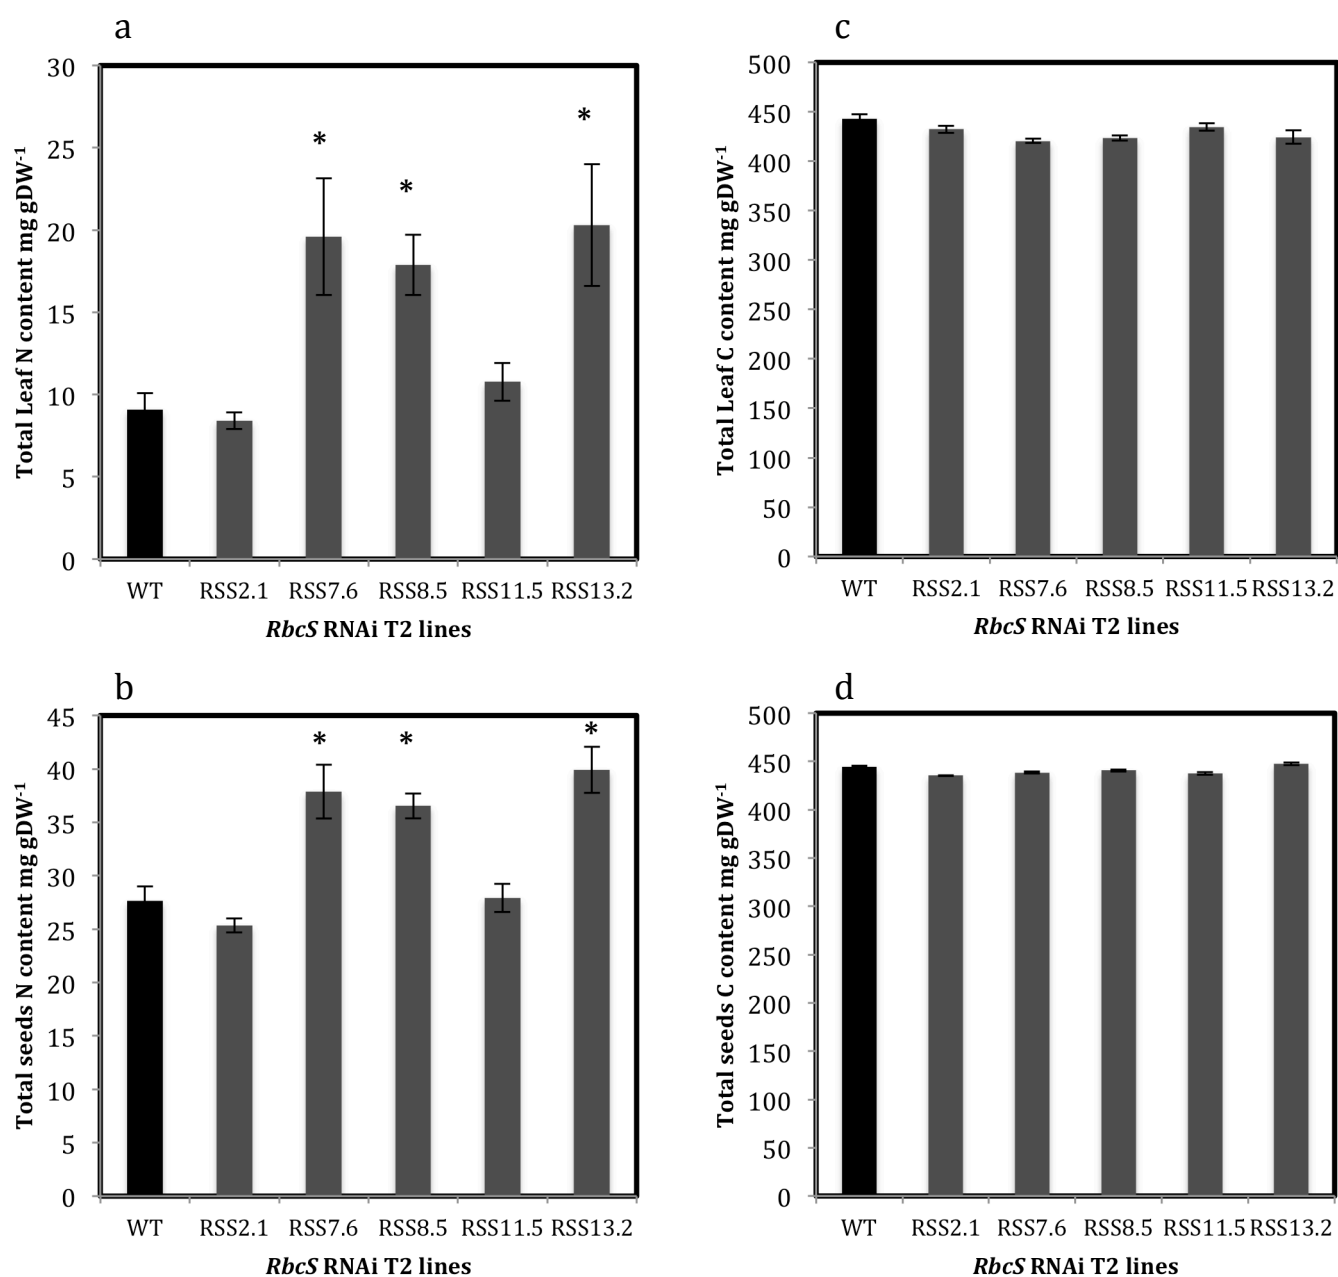 a
30
25
20
15
10
5
0
Total Leaf N content mg gDW-1
*
*
*
WT RSS2.1 RSS7.6 RSS8.5 RSS11.5 RSS13.2
RbcS RNAi T2 lines
c
500
450
400
350
300
250
200
150
100
50
0
Total Leaf C content mg gDW-1
WT RSS2.1 RSS7.6 RSS8.5 RSS11.5 RSS13.2
RbcS RNAi T2 lines
b
45
40
35
30
25
20
15
10
5
0
Total seeds N content mg gDW-1
*
*
*
WT RSS2.1 RSS7.6 RSS8.5 RSS11.5 RSS13.2
RbcS RNAi T2 lines
d
500
450
400
350
300
250
200
150
100
50
0
Total seeds C content mg gDW-1
WT RSS2.1 RSS7.6 RSS8.5 RSS11.5 RSS13.2
RbcS RNAi T2 lines